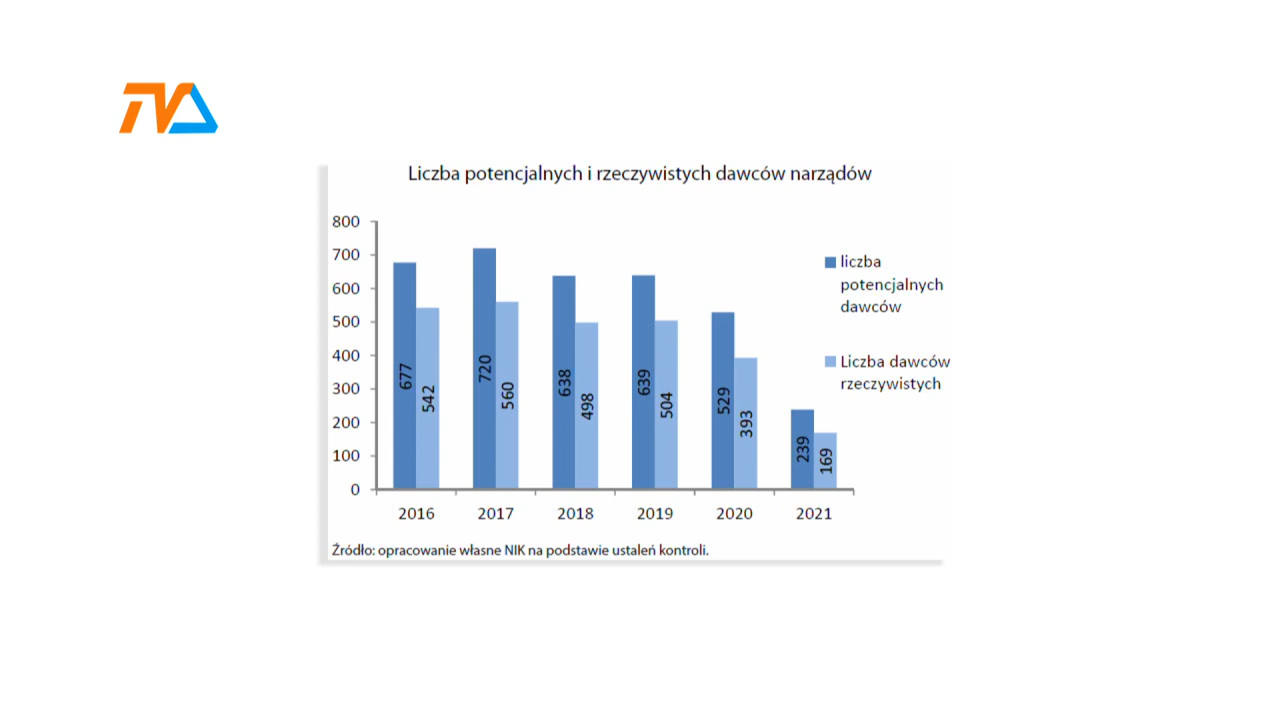 TVA
Liczba potencjalnych i rzeczywistych dawców narządów
800
700
600
500
400
300
200
100
0
677
542
720
560
638
498
639
504
529
393
239
169
2016 2017 2018 2019 2020 2021
liczba
potencjalnych
dawców
Liczba dawców
rzeczywistych
Źródło: opracowanie własne NIK na podstawie ustaleń kontroli.